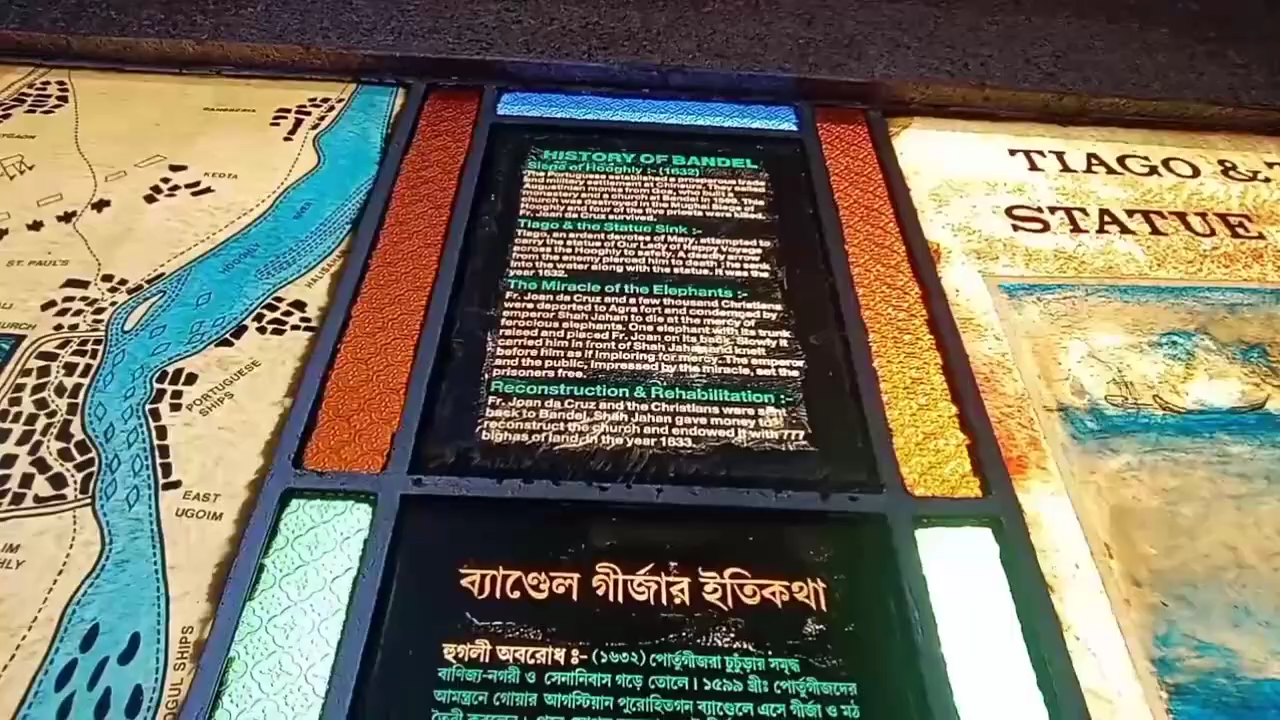 BANSBERIA
KEOTA
RIVER
HOOGHLY
ST. PAUL'S
HALISAHAR
PORTUGUESE
SHIPS
EAST
UGOIM
HISTORY OF BANDEL
Siege of Hooghly :- (1632)
The Portuguese established a prosperous trade
and military settlement at Chinsura. They called
Augustinian priests from Goa, who built a
monastery and a church at Bandel in 1599. This
church was destroyed in the Mughal Siege of
Hooghly and four of the five priests were killed.
Fr. Joan da Cruz survived.
Tiago & the Statue Sink :-
Tiago, an ardent devotee of Mary, attempted to
carry the statue of Our Lady of Happy Voyage
across the Hooghly to safety. A deadly arrow
from the enemy pierced him to death ; he sank
into the water along with the statue. It was the
year 1632.
The Miracle of the Elephants :-
Fr. Joan da Cruz and a few thousand Christians
were deported to Agra fort and condemned by
emperor Shah Jahan to die at the mercy of
ferocious elephants. One elephant with its trunk
raised and placed Fr. Joan on its back. Slowly it
carried him in front of Shah Jahan and knelt
before him as if imploring for mercy. The emperor
and the public, impressed by the miracle, set the
prisoners free.
Reconstruction & Rehabilitation :-
Fr. Joan da Cruz and the Christians were sent
back to Bandel. Shah Jahan gave money to
reconstruct the church and endowed it with 777
bighas of land, in the year 1633.
ব্যাণ্ডেল গীর্জার ইতিকথা
হুগলী অবরোধ ঃ- (১৬৩২) পোর্তুগীজরা চুচুঁড়ার সমৃদ্ধ
বাণিজ্য-নগরী ও সেনানিবাস গড়ে তোলে। ১৫৯৯ খ্রীঃ পোর্তুগীজদের
আমন্ত্রনে গোয়ার আগস্টিয়ান পুরোহিতগন ব্যাণ্ডেলে এসে গীর্জা ও মঠ
TIAGO &
STATUE